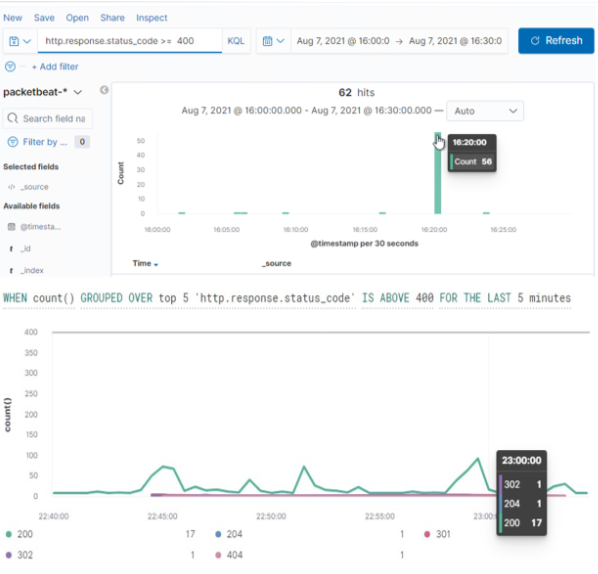 New Save Open Share Inspect
http.response.status_code >= 400 KQL Aug 7, 2021 @ 16:00:0 → Aug 7, 2021 @ 16:30:0 Refresh
+ Add filter
packetbeat-*
62 hits
Search field na
Aug 7, 2021 @ 16:00:00.000 - Aug 7, 2021 @ 16:30:00.000 — Auto
Filter by ... 0
Selected fields
</> _source
Available fields
@timesta...
t _id
t _index
Count
50
40
30
20
10
0
16:20:00
Count 56
16:00:00 16:05:00 16:10:00 16:15:00 16:20:00 16:25:00
@timestamp per 30 seconds
Time _source
WHEN count() GROUPED OVER top 5 'http.response.status_code' IS ABOVE 400 FOR THE LAST 5 minutes
count()
400
350
300
250
200
150
100
50
0
23:00:00
302 1
204 1
200 17
22:40:00 22:45:00 22:50:00 22:55:00 23:00:
200 17 204 1 301
302 1 404 1